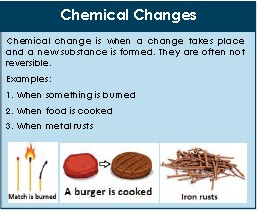 Chemical Changes
Chemical change is when a change takes place
and a new substance is formed. They are often not
reversible.
Examples:
1. When something is burned
2. When food is cooked
3. When metal rusts
Match is burned
A burger is cooked
Iron rusts